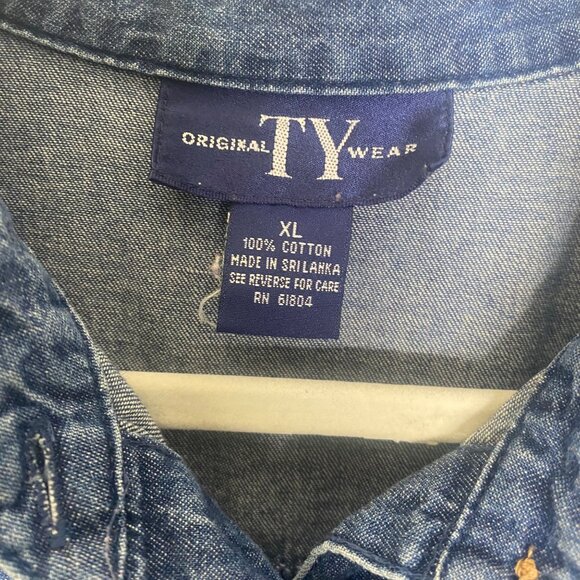 ORIGINAL TY WEAR
XL
100% COTTON
MADE IN SRI LANKA
SEE REVERSE FOR CARE
RN 61804